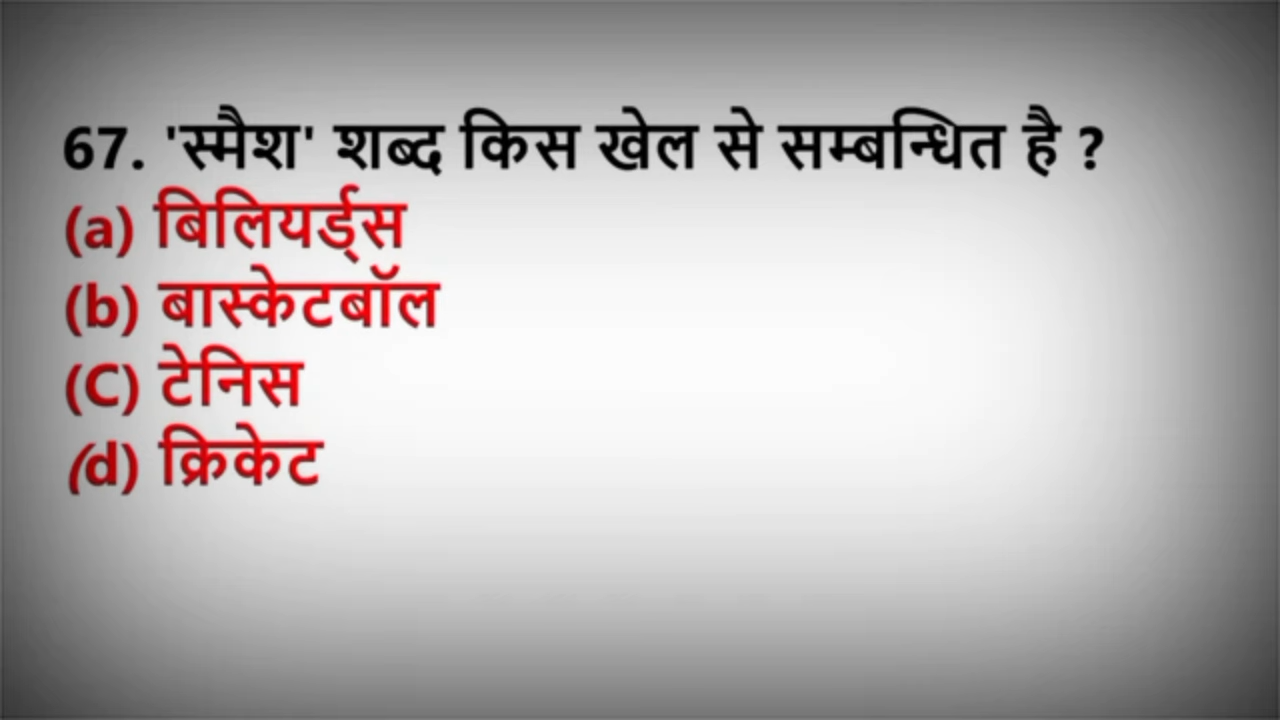 67. 'स्मैश' शब्द किस खेल से सम्बन्धित है ?
(a) बिलियर्ड्स
(b) बास्केटबॉल
(C) टेनिस
(d) क्रिकेट